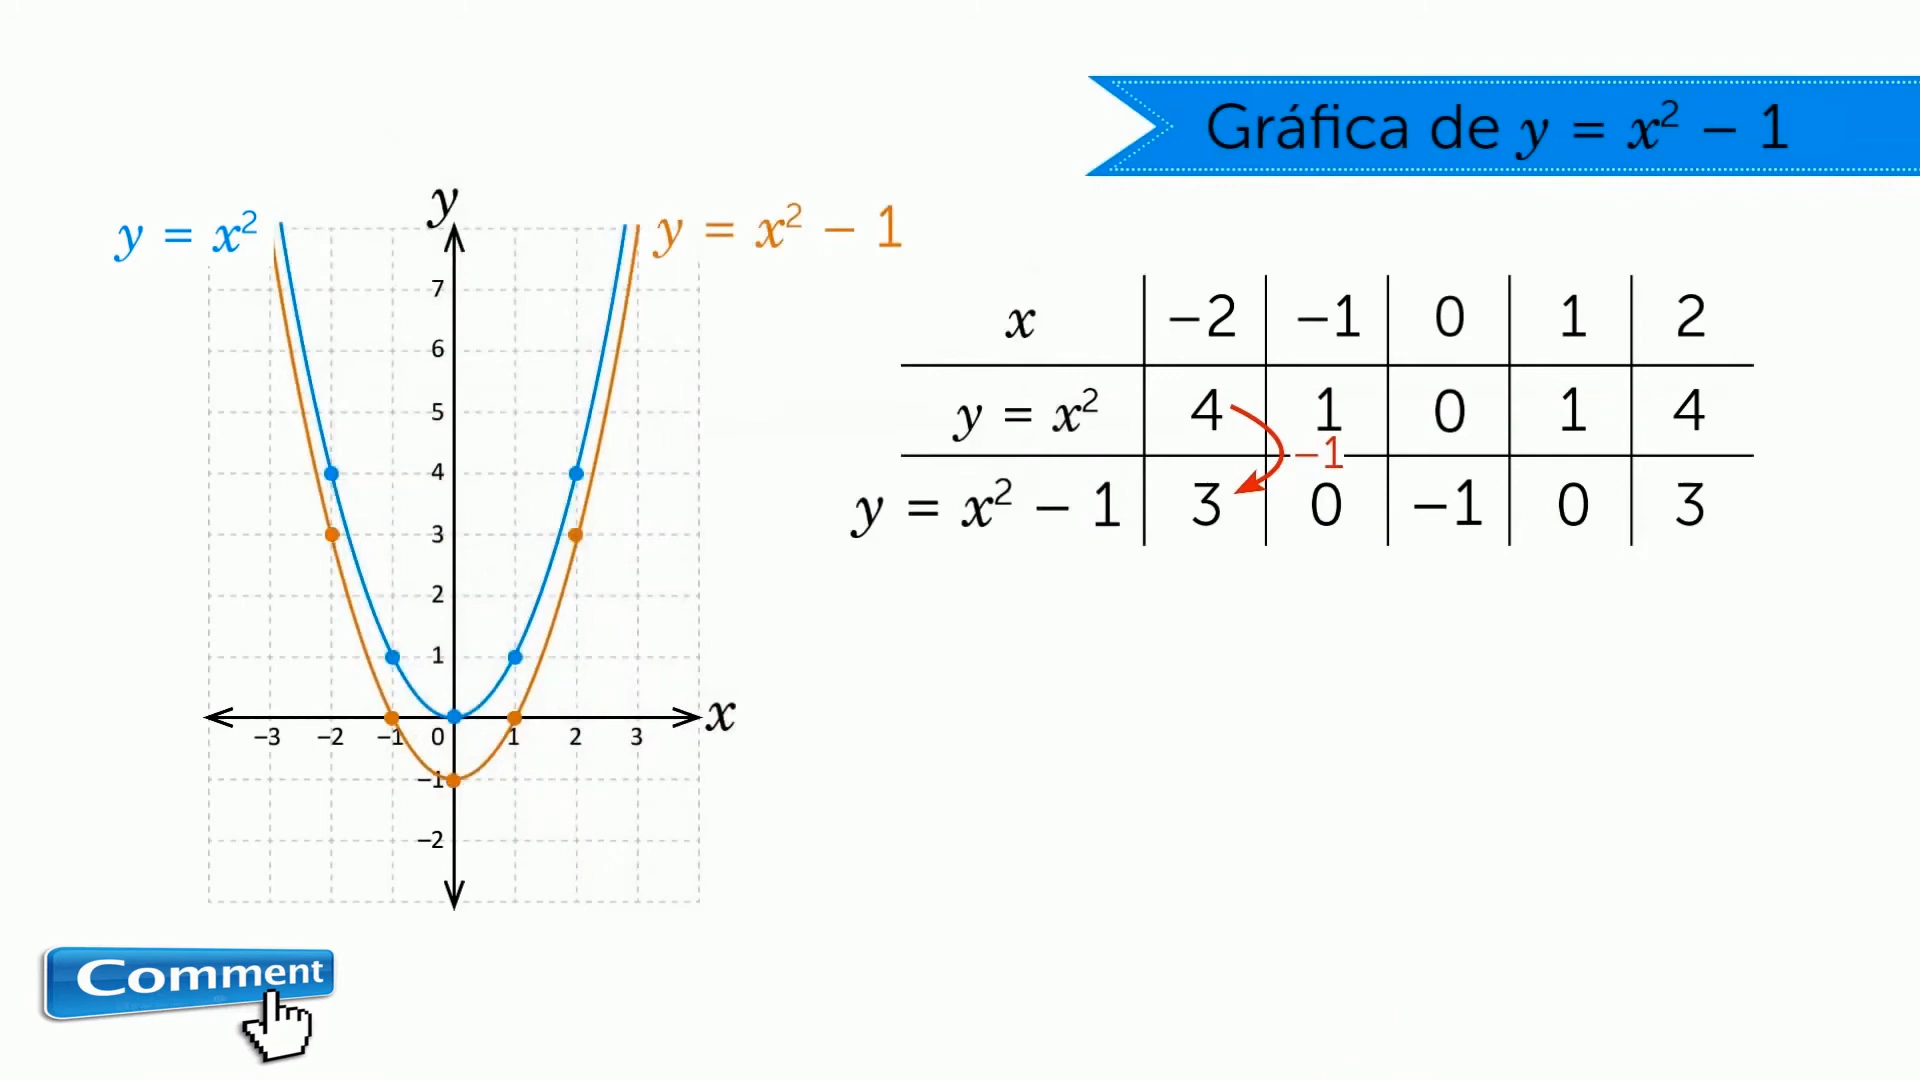 Gráfica de y = x² − 1
y
y = x²
y = x² − 1
7
6
5
4
3
2
1
−3 −2 −1 0 1 2 3
x
−1
−2
x −2 −1 0 1 2
y = x² 4 1 0 1 4
−1
y = x² − 1 3 0 −1 0 3
Comment